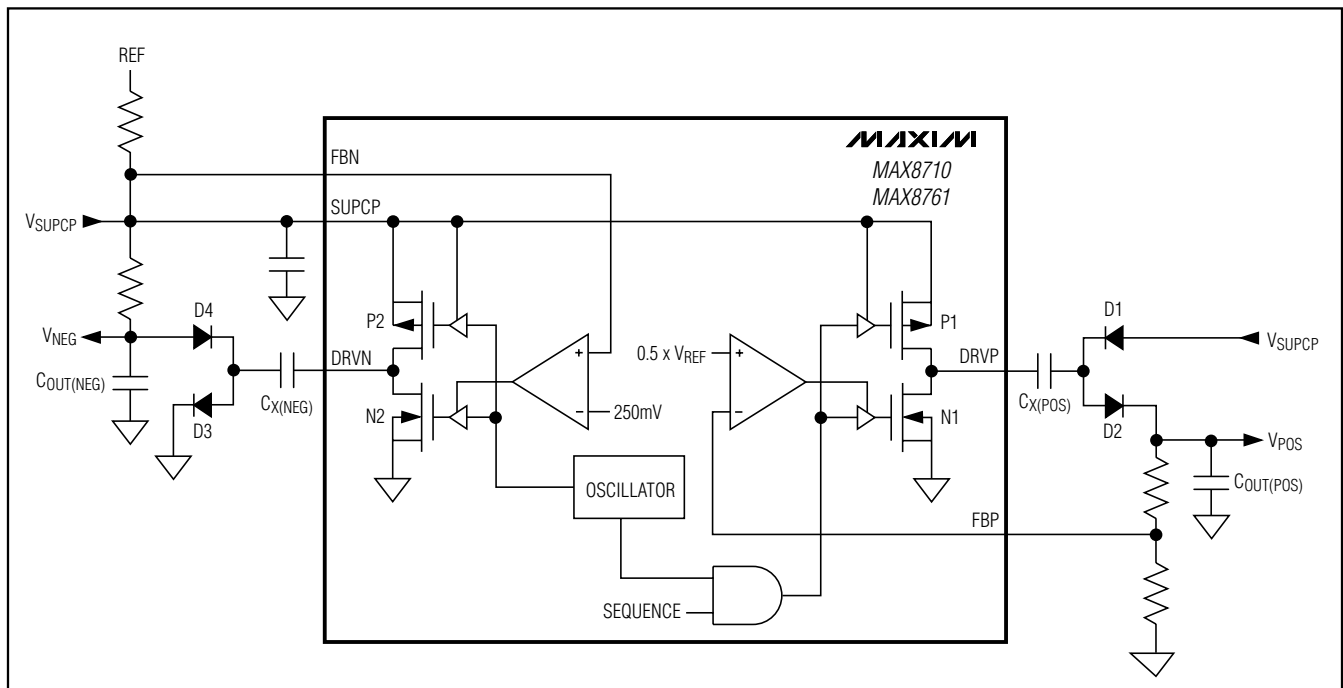 REF
MAXIM
MAX8710
MAX8761
FBN
SUPCP
VSUPCP
D4
VNEG
COUT(NEG)
D3
CX(NEG)
DRVN
P2
N2
+
−
250mV
0.5 x VREF
+
−
P1
N1
DRVP
CX(POS)
D1
VSUPCP
D2
VPOS
COUT(POS)
OSCILLATOR
FBP
SEQUENCE